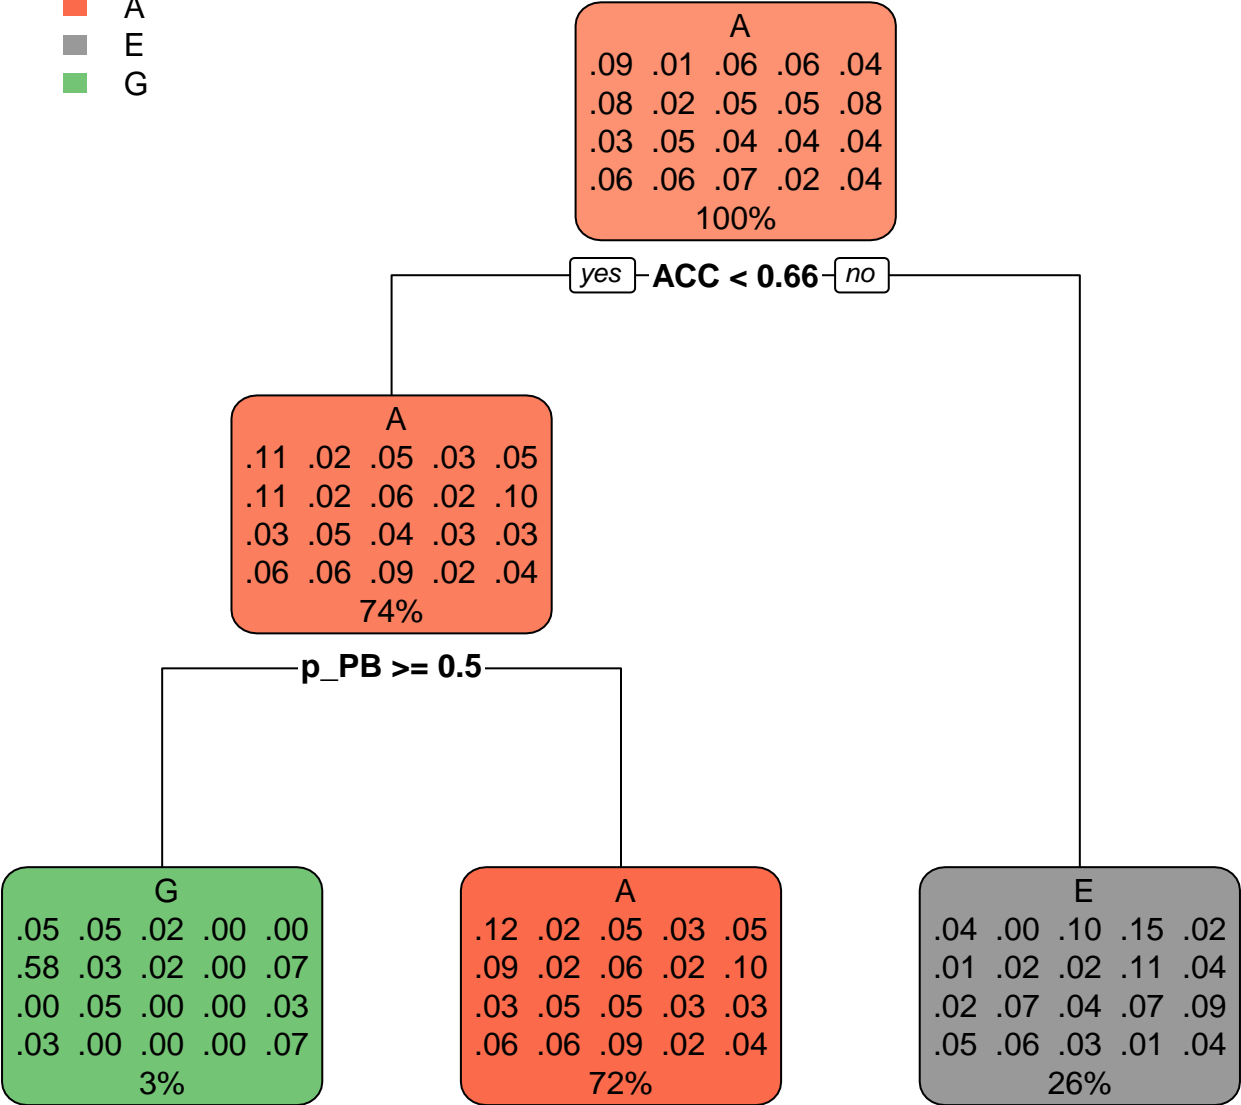 A
E
G
A
.09 .01 .06 .06 .04
.08 .02 .05 .05 .08
.03 .05 .04 .04 .04
.06 .06 .07 .02 .04
100%
yes ACC < 0.66 no
A
.11 .02 .05 .03 .05
.11 .02 .06 .02 .10
.03 .05 .04 .03 .03
.06 .06 .09 .02 .04
74%
p_PB >= 0.5
G
.05 .05 .02 .00 .00
.58 .03 .02 .00 .07
.00 .05 .00 .00 .03
.03 .00 .00 .00 .07
3%
A
.12 .02 .05 .03 .05
.09 .02 .06 .02 .10
.03 .05 .05 .03 .03
.06 .06 .09 .02 .04
72%
E
.04 .00 .10 .15 .02
.01 .02 .02 .11 .04
.02 .07 .04 .07 .09
.05 .06 .03 .01 .04
26%